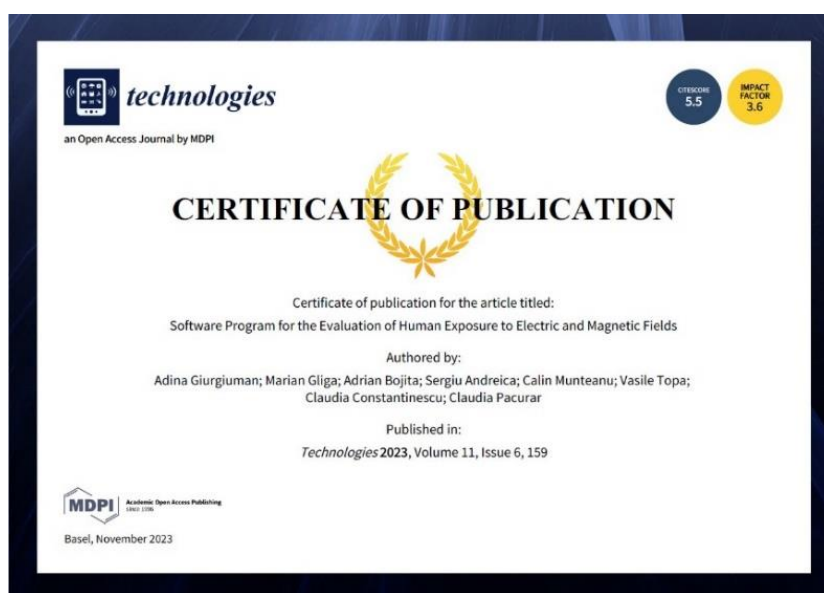 technologies
an Open Access Journal by MDPI
CITESCORE
5.5
IMPACT
FACTOR
3.6
CERTIFICATE OF PUBLICATION
Certificate of publication for the article titled:
Software Program for the Evaluation of Human Exposure to Electric and Magnetic Fields
Authored by:
Adina Giurgiuman; Marian Gliga; Adrian Bojita; Sergiu Andreica; Calin Munteanu; Vasile Topa;
Claudia Constantinescu; Claudia Pacurar
Published in:
Technologies 2023, Volume 11, Issue 6, 159
MDPI
Academic Open Access Publishing
since 1996
Basel, November 2023